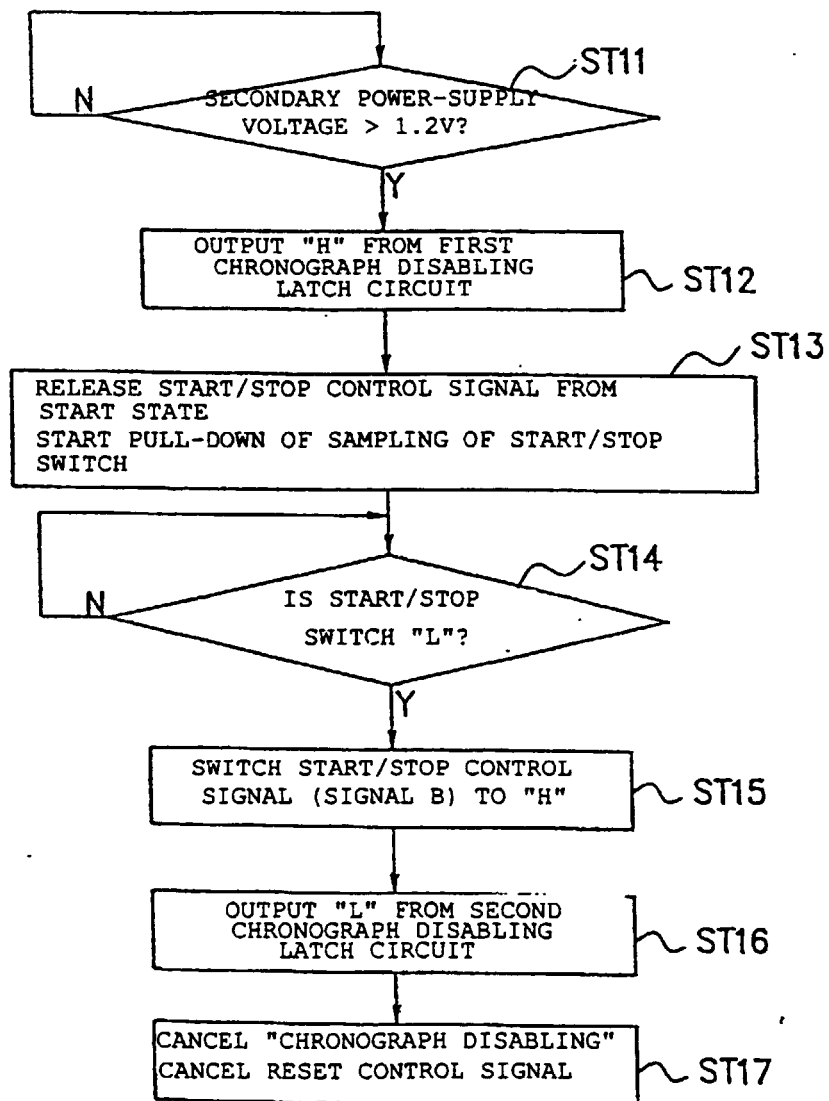 ST11
SECONDARY POWER-SUPPLY
VOLTAGE > 1.2V?
N
Y
OUTPUT "H" FROM FIRST
CHRONOGRAPH DISABLING
LATCH CIRCUIT
ST12
ST13
RELEASE START/STOP CONTROL SIGNAL FROM
START STATE
START PULL-DOWN OF SAMPLING OF START/STOP
SWITCH
ST14
IS START/STOP
SWITCH "L"?
N
Y
SWITCH START/STOP CONTROL
SIGNAL (SIGNAL B) TO "H"
ST15
OUTPUT "L" FROM SECOND
CHRONOGRAPH DISABLING
LATCH CIRCUIT
ST16
CANCEL "CHRONOGRAPH DISABLING"
CANCEL RESET CONTROL SIGNAL
ST17